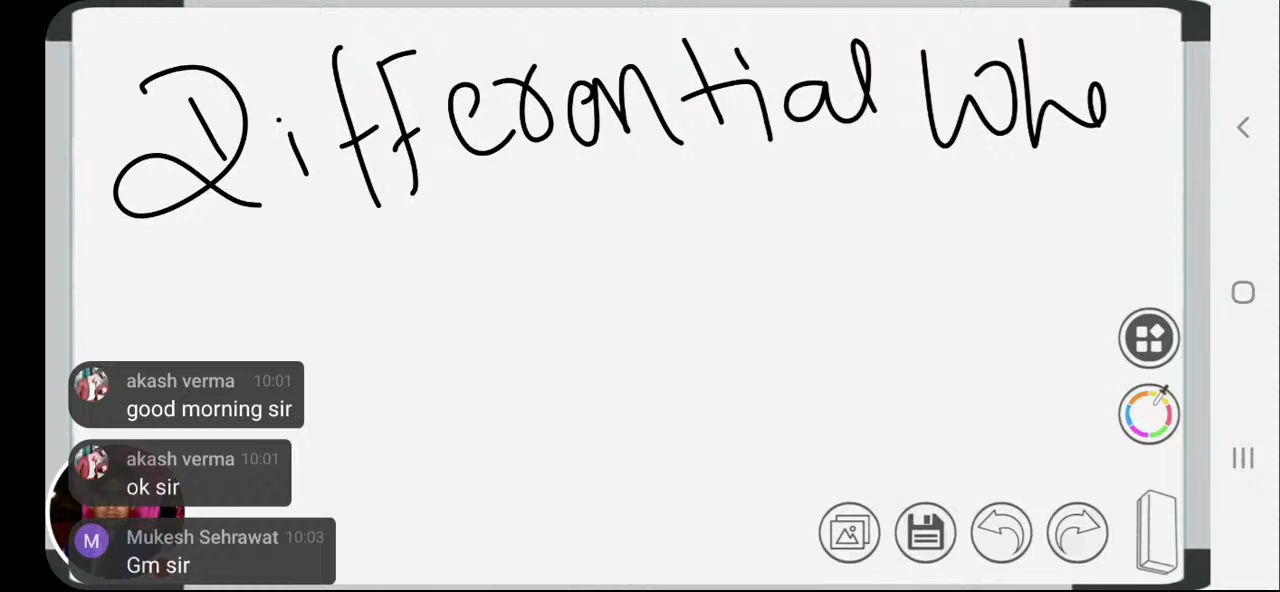 Differential Whe
akash verma 10:01
good morning sir
akash verma 10:01
ok sir
M
Mukesh Sehrawat 10:03
Gm sir